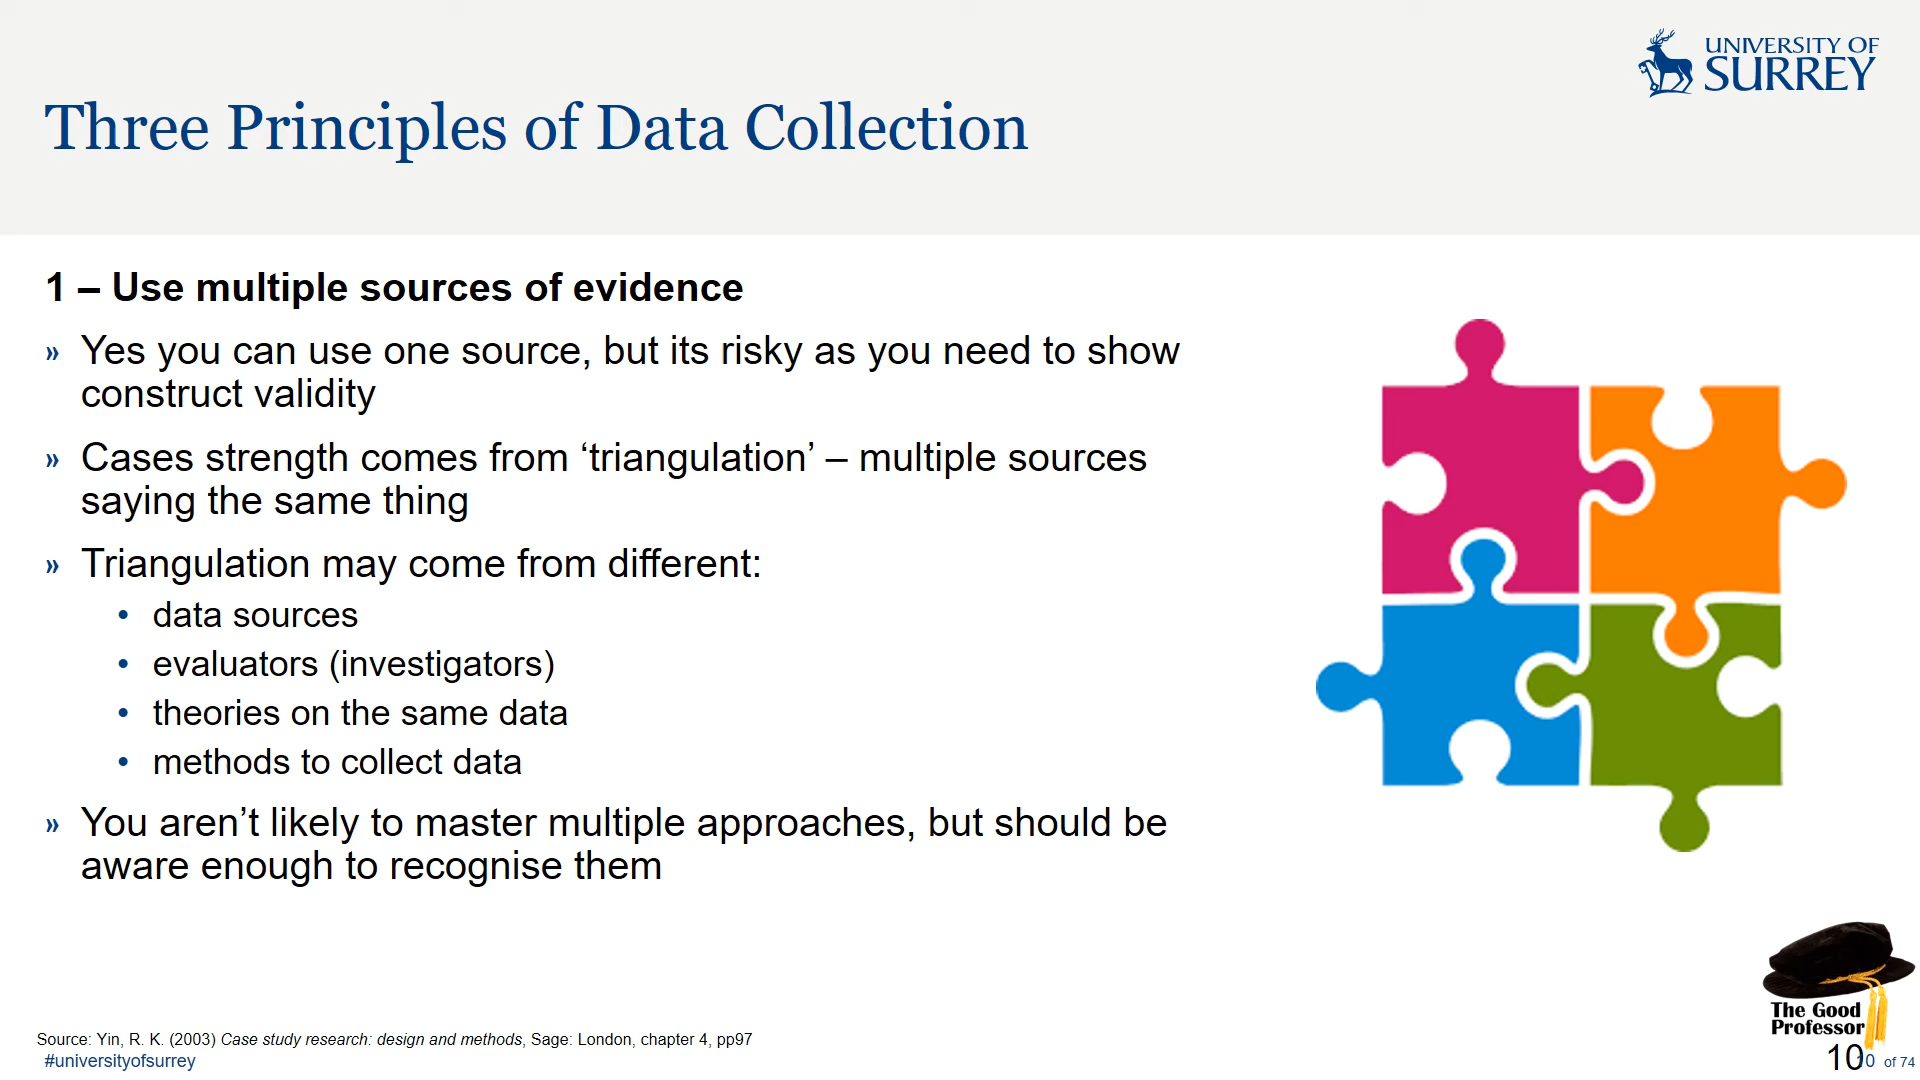 UNIVERSITY OF
SURREY
Three Principles of Data Collection
1 – Use multiple sources of evidence
» Yes you can use one source, but its risky as you need to show
construct validity
» Cases strength comes from ‘triangulation’ – multiple sources
saying the same thing
» Triangulation may come from different:
• data sources
• evaluators (investigators)
• theories on the same data
• methods to collect data
» You aren’t likely to master multiple approaches, but should be
aware enough to recognise them
The Good
Professor
Source: Yin, R. K. (2003) Case study research: design and methods, Sage: London, chapter 4, pp97
#universityofsurrey
10
10 of 74